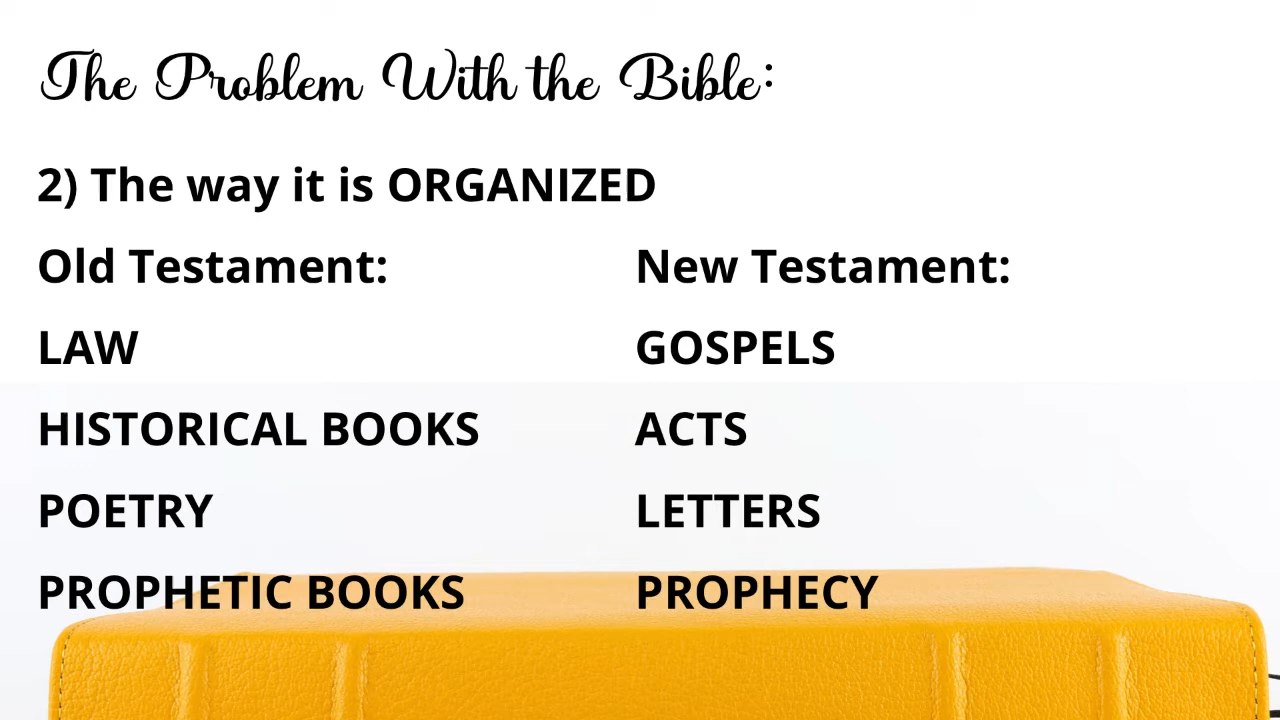 The Problem With the Bible:
2) The way it is ORGANIZED
Old Testament:
New Testament:
LAW
GOSPELS
HISTORICAL BOOKS
ACTS
POETRY
LETTERS
PROPHETIC BOOKS
PROPHECY